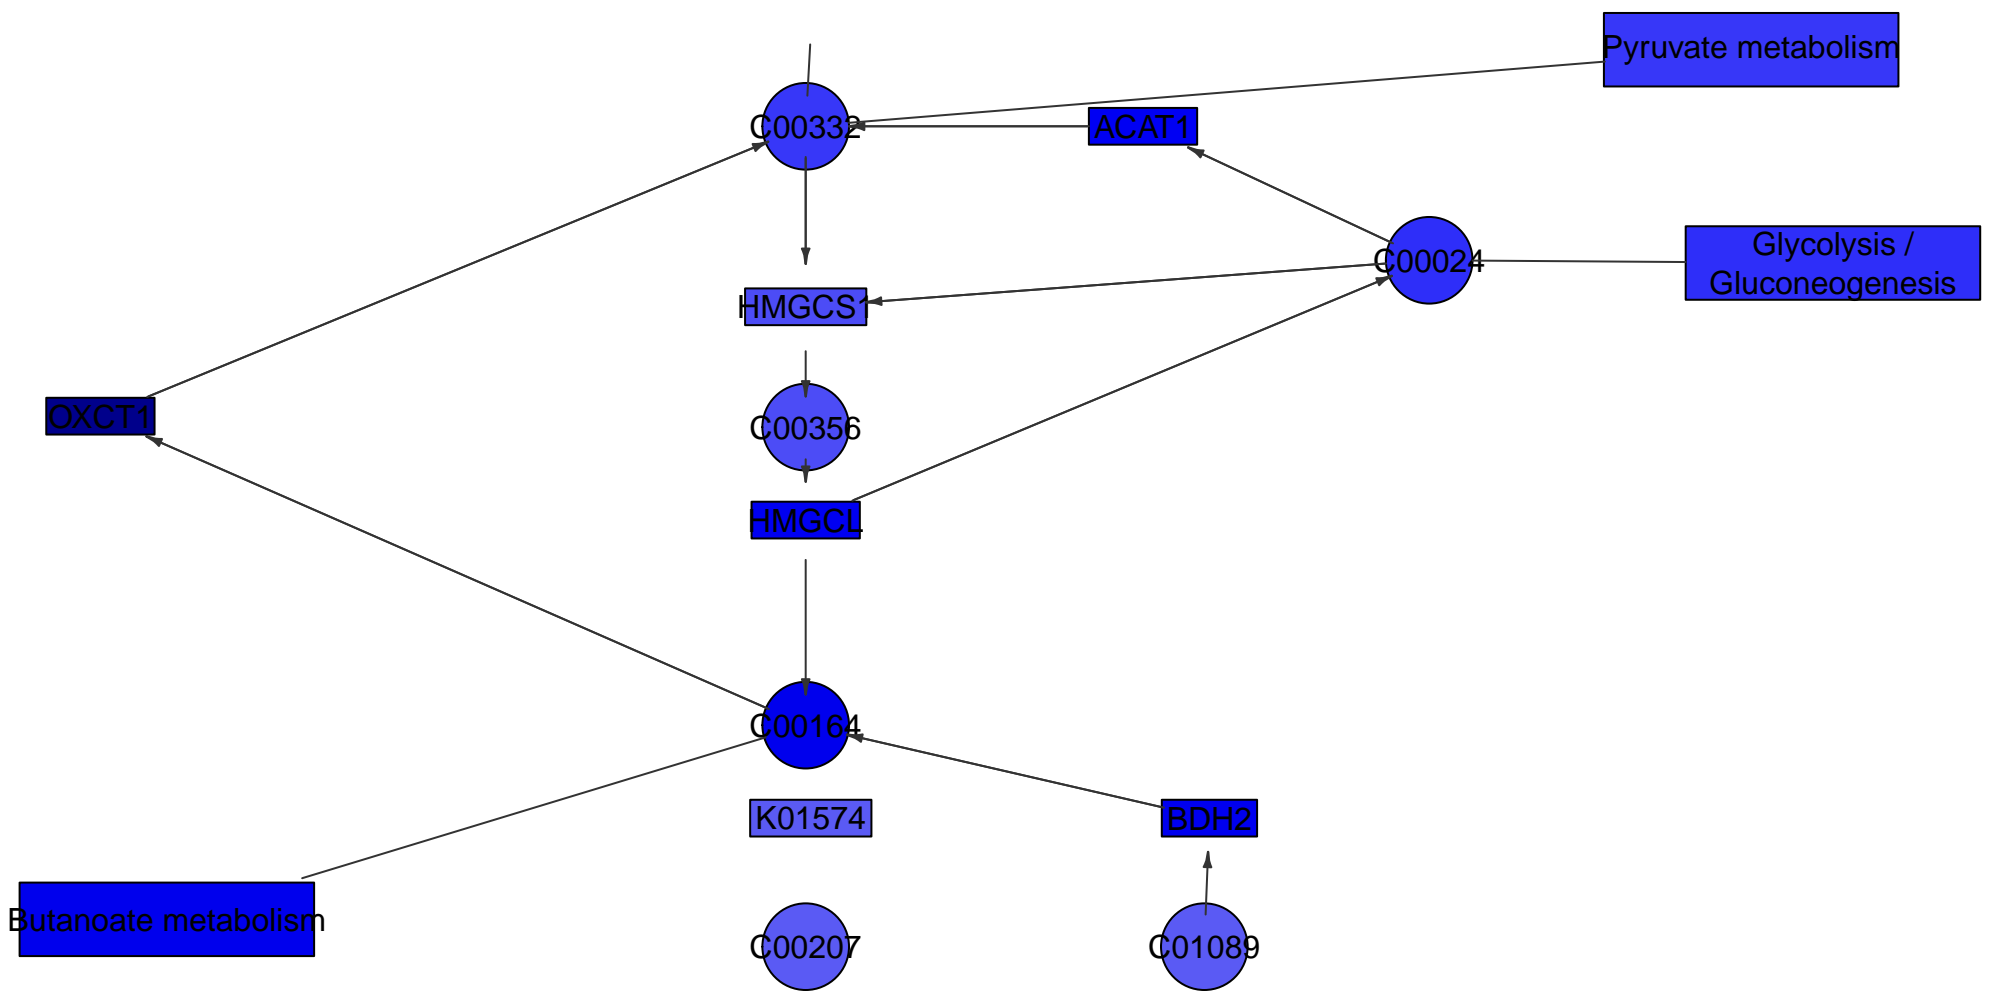 Pyruvate metabolism
C00332
ACAT1
Glycolysis /
Gluconeogenesis
C00024
HMGCS1
OXCT1
C00356
HMGCL
C00164
K01574
BDH2
Butanoate metabolism
C00207
C01089